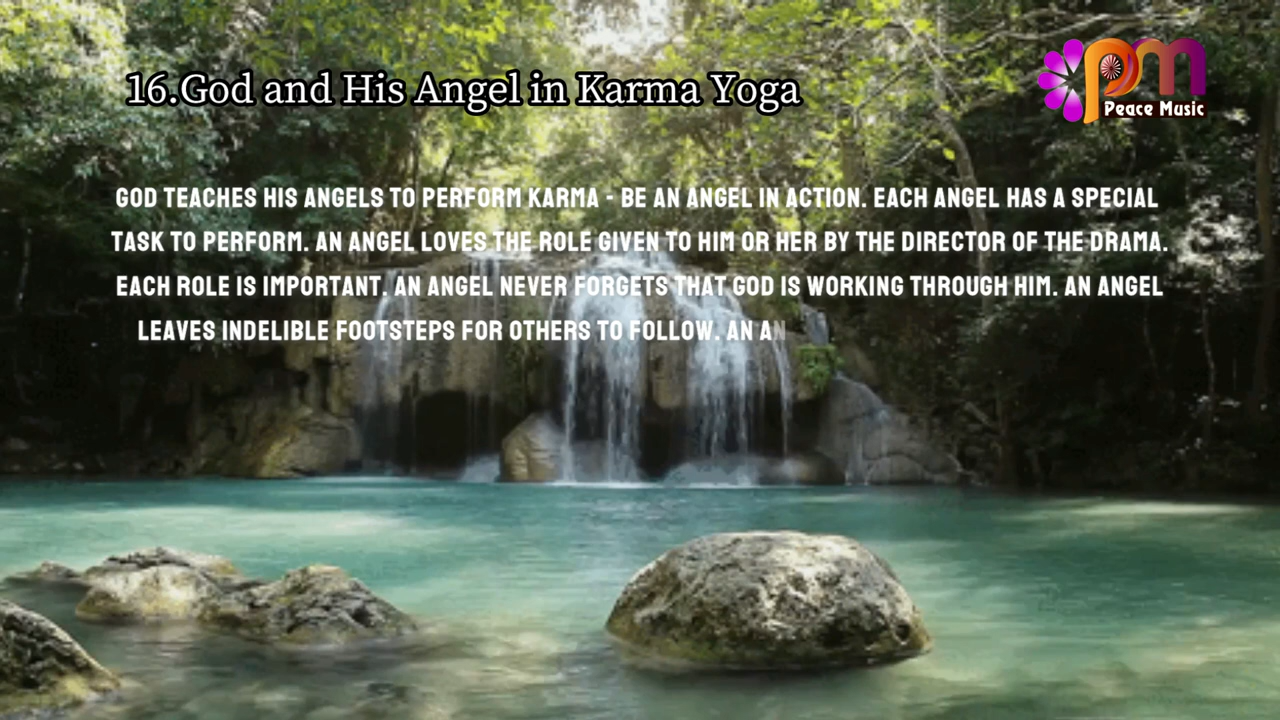 16.God and His Angel in Karma Yoga
pm
Peace Music
GOD TEACHES HIS ANGELS TO PERFORM KARMA - BE AN ANGEL IN ACTION. EACH ANGEL HAS A SPECIAL
TASK TO PERFORM. AN ANGEL LOVES THE ROLE GIVEN TO HIM OR HER BY THE DIRECTOR OF THE DRAMA.
EACH ROLE IS IMPORTANT. AN ANGEL NEVER FORGETS THAT GOD IS WORKING THROUGH HIM. AN ANGEL
LEAVES INDELIBLE FOOTSTEPS FOR OTHERS TO FOLLOW. AN AN